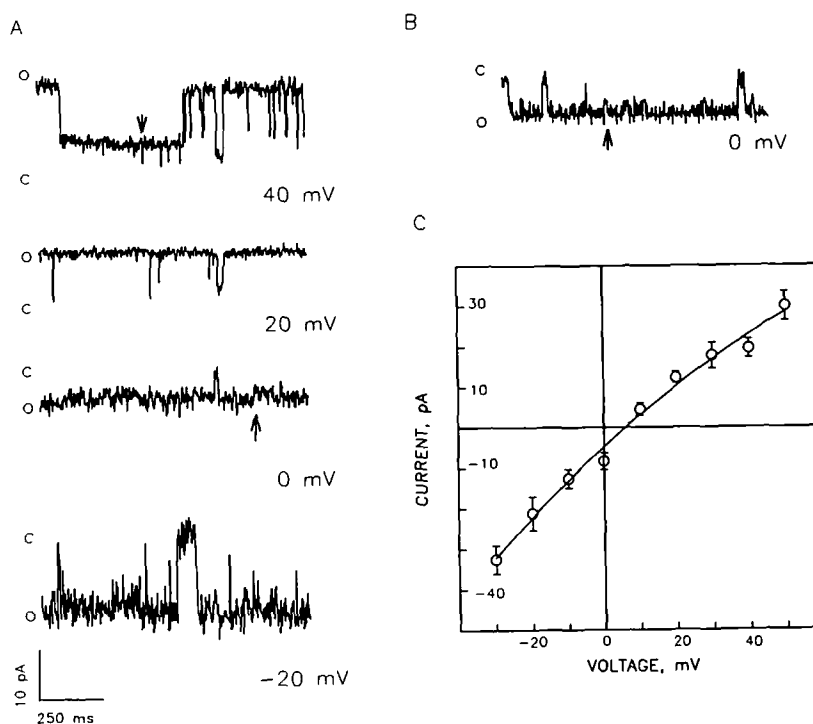 A
O
C
40 mV
O
C
20 mV
C
O
0 mV
C
O
-20 mV
10 pA
250 ms
B
C
O
0 mV
C
30
10
-10
-40
CURRENT, pA
-20 0 20 40
VOLTAGE, mV